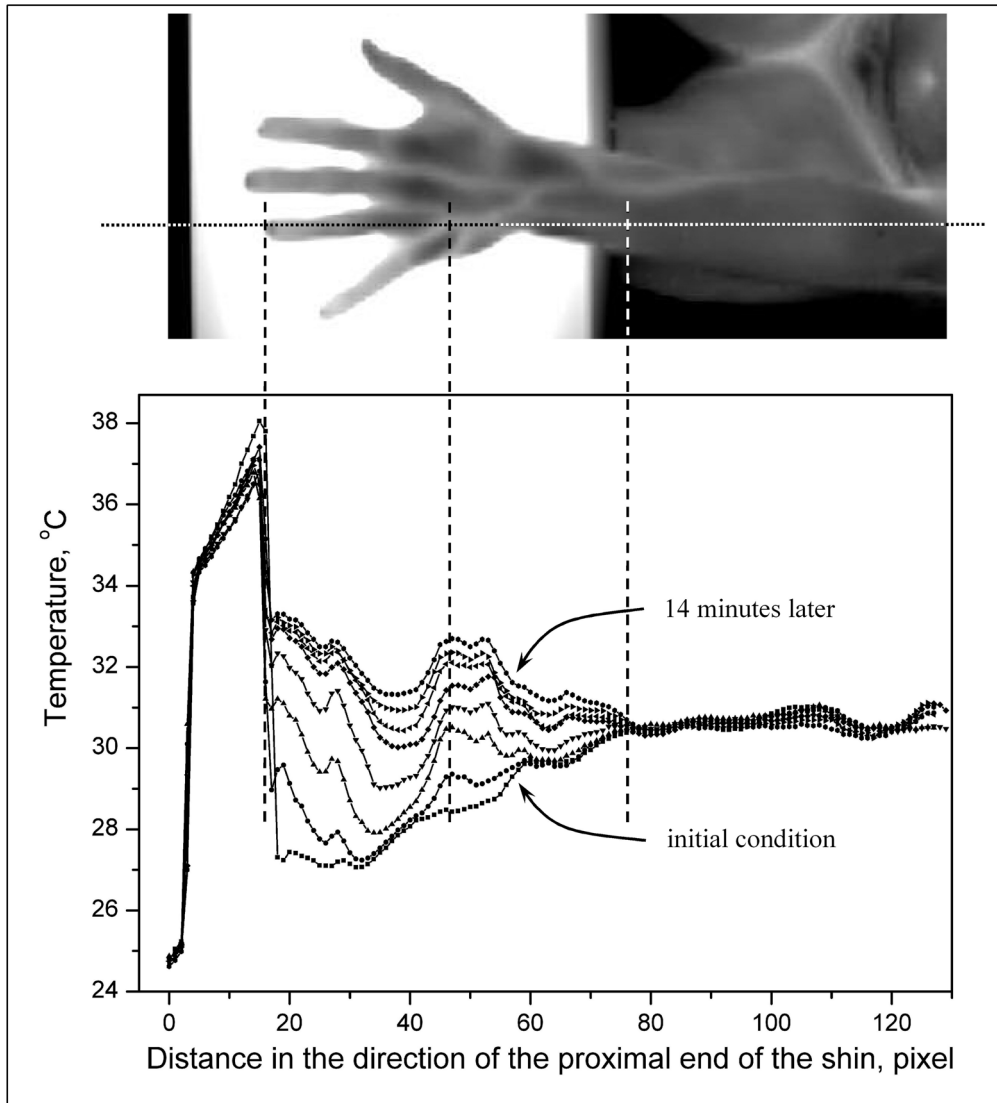 38
36
34
32
30
28
26
24
Temperature, °C
14 minutes later
initial condition
0 20 40 60 80 100 120
Distance in the direction of the proximal end of the shin, pixel